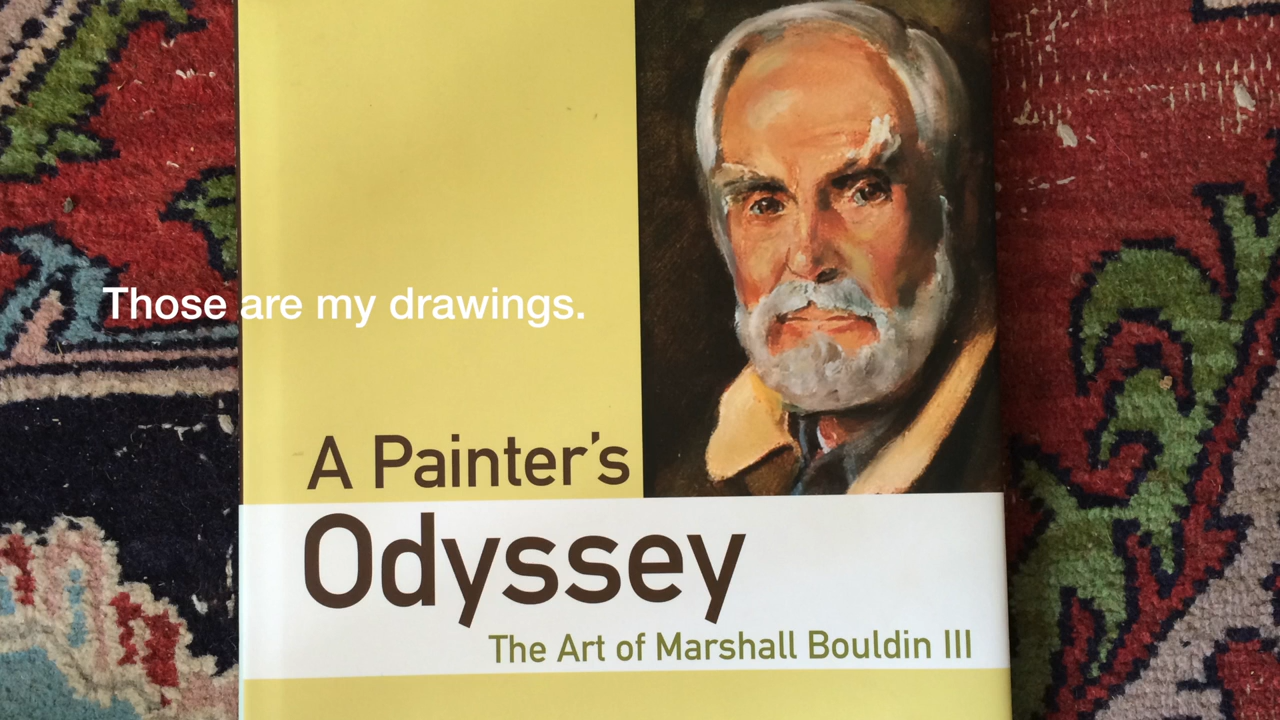 Those are my drawings.
A Painter’s
Odyssey
The Art of Marshall Bouldin III